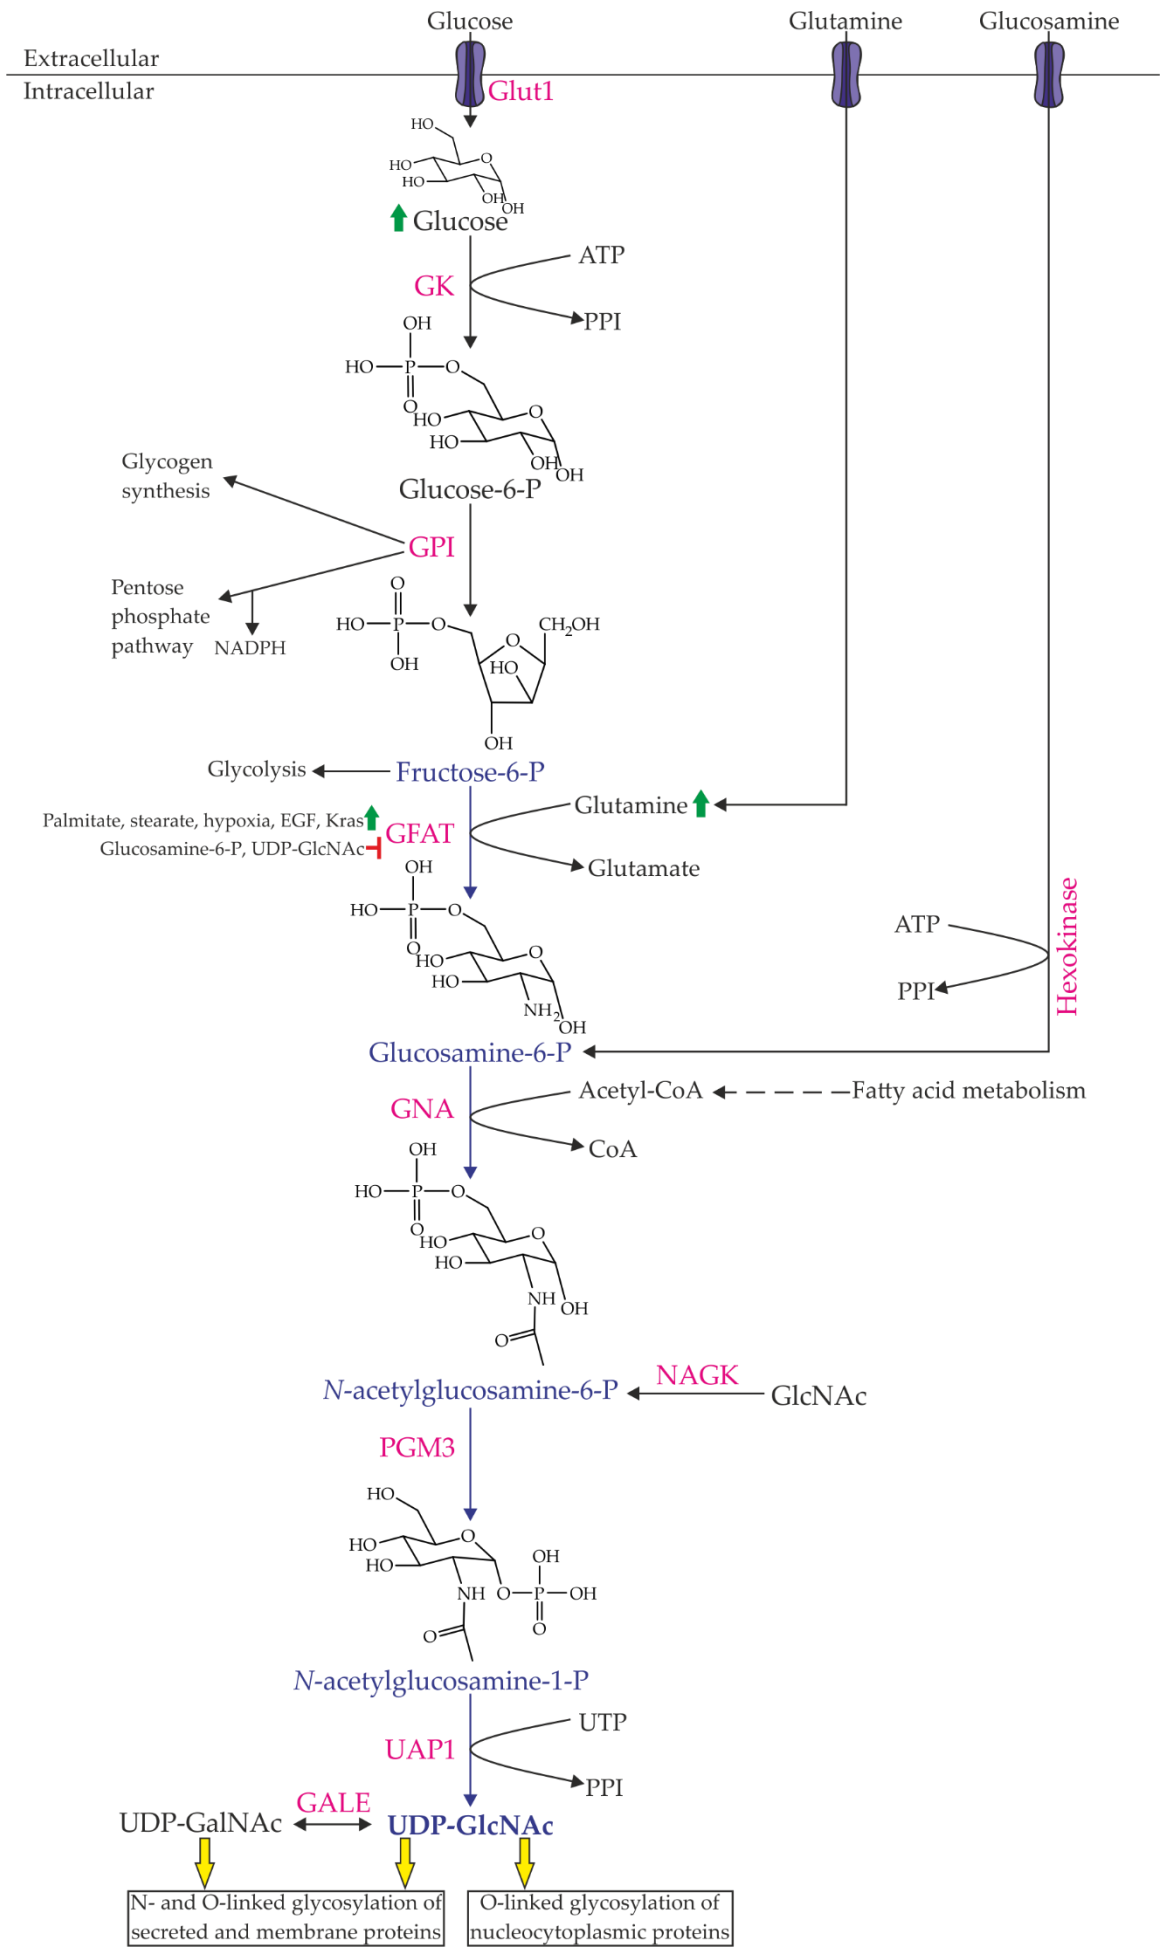 Glucose
Glutamine
Glucosamine
Extracellular
Intracellular
Glut1
HO
O
HO
HO
OH
OH
Glucose
ATP
GK
PPI
OH
HO
P
O
O
HO
O
HO
OH
OH
Glucose-6-P
Glycogen
synthesis
GPI
Pentose
phosphate
pathway
NADPH
O
HO
P
O
OH
CH2OH
O
HO
OH
Glycolysis
Fructose-6-P
Glutamine
Palmitate, stearate, hypoxia, EGF, Kras
GFAT
Glucosamine-6-P, UDP-GlcNAc
Glutamate
OH
HO
P
O
O
HO
O
HO
NH2
OH
ATP
PPI
Hexokinase
Glucosamine-6-P
Acetyl-CoA
Fatty acid metabolism
GNA
CoA
OH
HO
P
O
O
HO
O
HO
NH
OH
O
N-acetylglucosamine-6-P
NAGK
GlcNAc
PGM3
HO
O
HO
HO
OH
NH
O
P
OH
O
O
N-acetylglucosamine-1-P
UTP
UAP1
PPI
GALE
UDP-GalNAc
UDP-GlcNAc
N- and O-linked glycosylation of
secreted and membrane proteins
O-linked glycosylation of
nucleocytoplasmic proteins